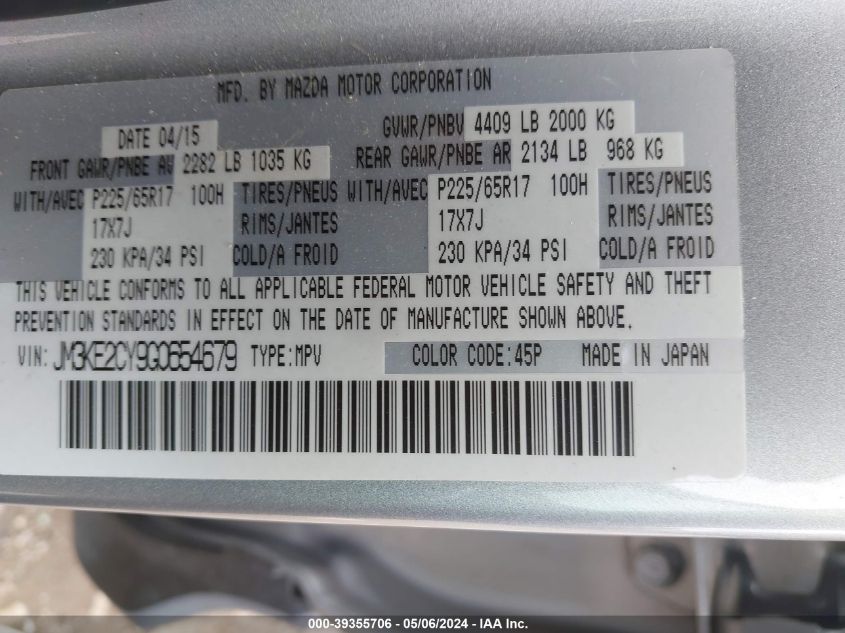 MFD. BY MAZDA MOTOR CORPORATION
DATE 04/15 GVWR/PNBV 4409 LB 2000 KG
FRONT GAWR/PNBE AV 2282 LB 1035 KG REAR GAWR/PNBE AR 2134 LB 968 KG
WITH/AVEC P225/65R17 100H TIRES/PNEUS WITH/AVEC P225/65R17 100H TIRES/PNEUS
17X7J RIMS/JANTES 17X7J RIMS/JANTES
230 KPA/34 PSI COLD/A FROID 230 KPA/34 PSI COLD/A FROID
THIS VEHICLE CONFORMS TO ALL APPLICABLE FEDERAL MOTOR VEHICLE SAFETY AND THEFT
PREVENTION STANDARDS IN EFFECT ON THE DATE OF MANUFACTURE SHOWN ABOVE.
VIN: JM3KE2CY9G0654679 TYPE:MPV COLOR CODE:45P MADE IN JAPAN
000-39355706 - 05/06/2024 - IAA Inc.